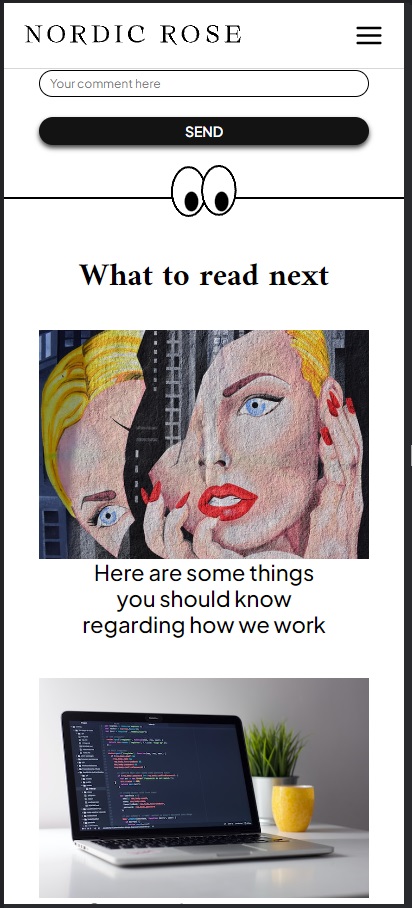 NORDIC ROSE
Your comment here
SEND
What to read next
Here are some things
you should know
regarding how we work